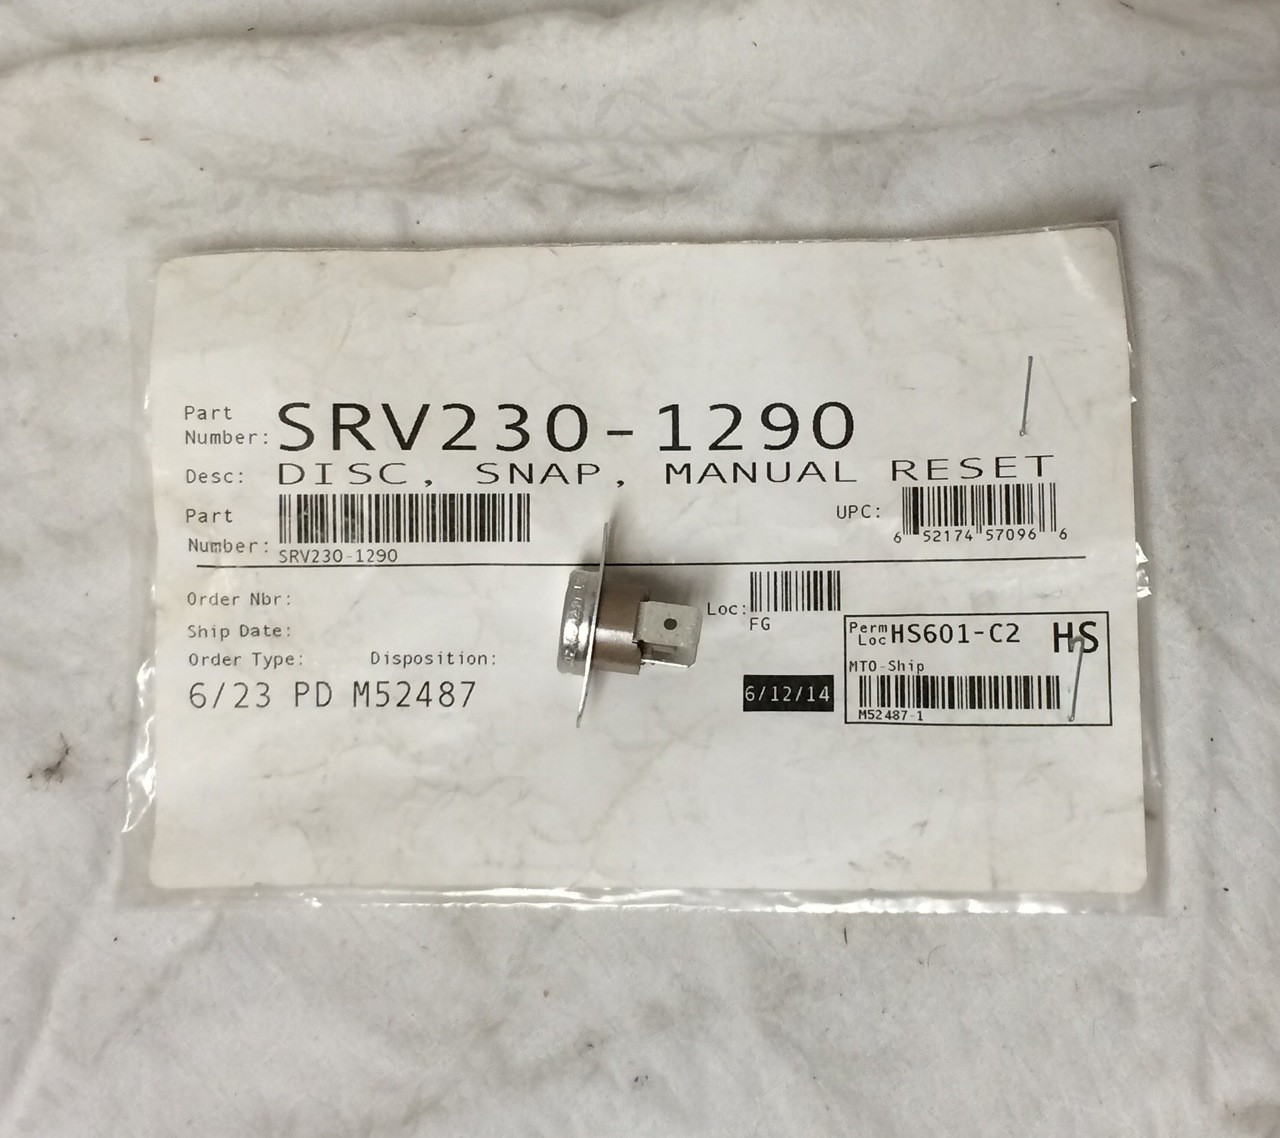 Part
Number: SRV230-1290
Desc: DISC, SNAP, MANUAL RESET
Part
Number:
SRV230-1290
UPC:
6 52174 57096 6
Order Nbr:
Ship Date:
Order Type: Disposition:
6/23 PD M52487
Loc:
FG
6/12/14
Perm
Loc HS601-C2 HS
MTO-Ship
M52487-1